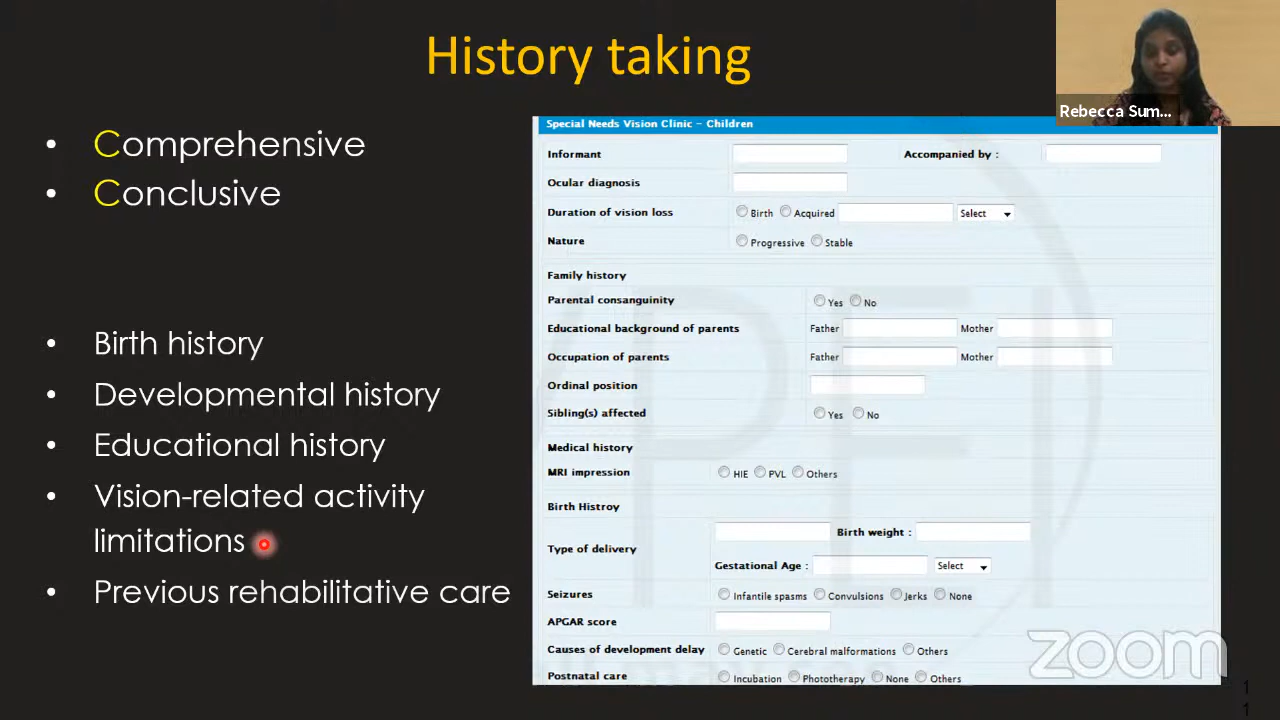 History taking
Rebecca Sum...
• Comprehensive
• Conclusive
• Birth history
• Developmental history
• Educational history
• Vision-related activity
limitations
• Previous rehabilitative care
Special Needs Vision Clinic - Children
Informant Accompanied by :
Ocular diagnosis
Duration of vision loss Birth Acquired Select
Nature Progressive Stable
Family history
Parental consanguinity Yes No
Educational background of parents Father Mother
Occupation of parents Father Mother
Ordinal position
Sibling(s) affected Yes No
Medical history
MRI impression HIE PVL Others
Birth Histroy
Type of delivery Birth weight :
Gestational Age : Select
Seizures Infantile spasms Convulsions Jerks None
APGAR score
Causes of development delay Genetic Cerebral malformations Others
Postnatal care Incubation Phototherapy None Others
zoom
1
1